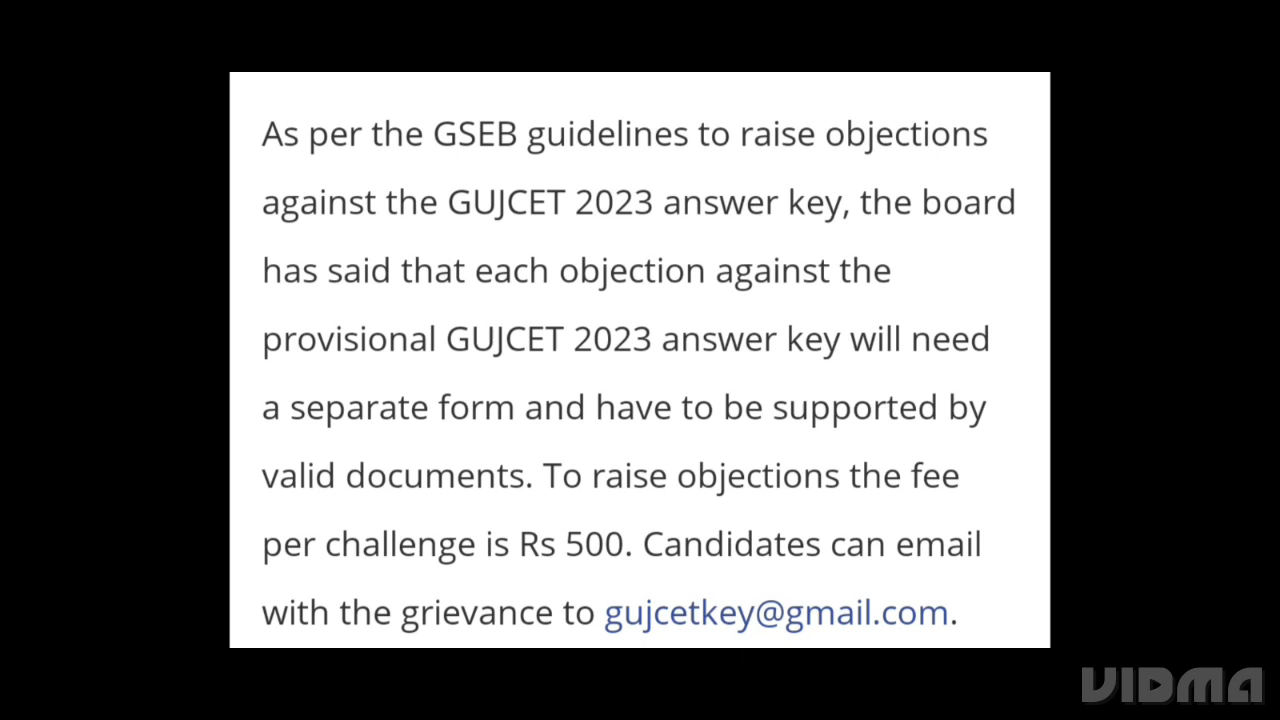 As per the GSEB guidelines to raise objections
against the GUJCET 2023 answer key, the board
has said that each objection against the
provisional GUJCET 2023 answer key will need
a separate form and have to be supported by
valid documents. To raise objections the fee
per challenge is Rs 500. Candidates can email
with the grievance to gujcetkey@gmail.com.
VIDMA